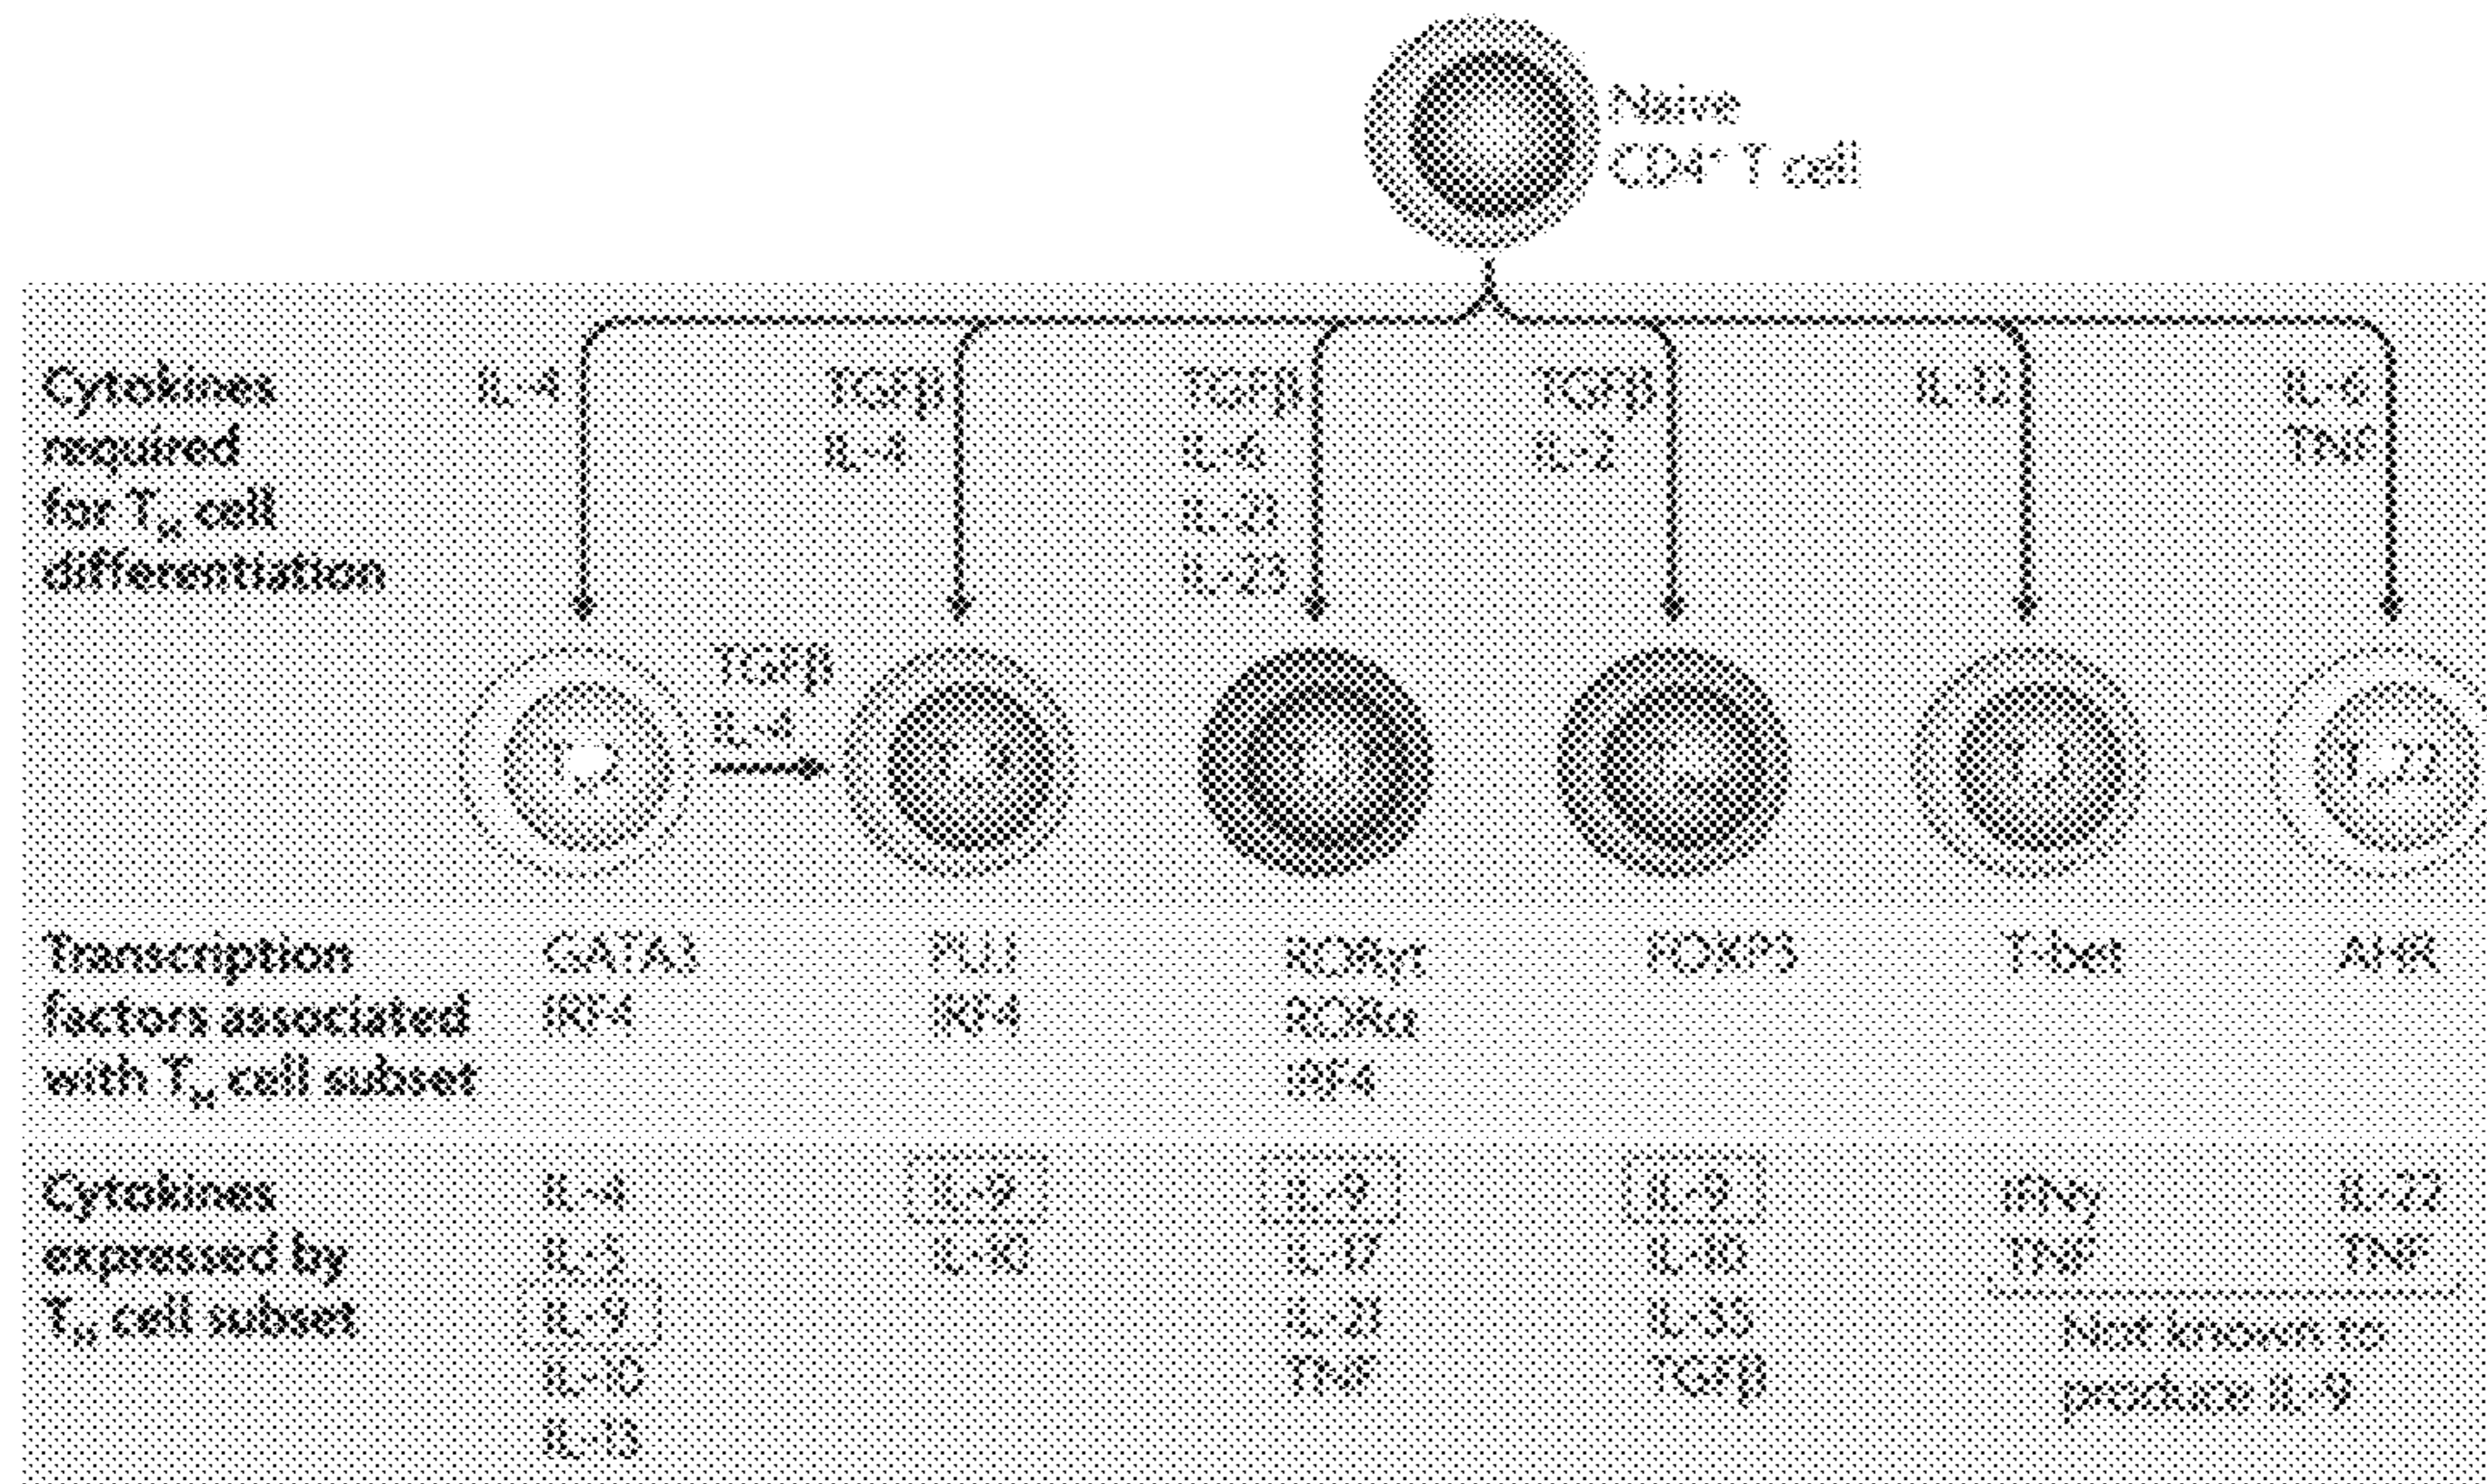 Naive
CD4⁺ T cell
Cytokines
required
for T_H cell
differentiation
IL-4
TGFβ
IL-4
TGFβ
IL-6
IL-21
IL-23
TGFβ
IL-2
IL-12
IL-6
TNF
TGFβ
IL-4
T_H22
Transcription
factors associated
with T_H cell subset
GATA3
IRF4
PU.1
IRF4
RORγt
RORα
IRF4
FOXP3
T-bet
AHR
Cytokines
expressed by
T_H cell subset
IL-4
IL-5
IL-9
IL-10
IL-13
IL-9
IL-10
IL-9
IL-17
IL-21
TNF
IL-9
IL-10
IL-35
TGFβ
IFNγ
TNF
IL-22
TNF
Not known to
produce IL-9